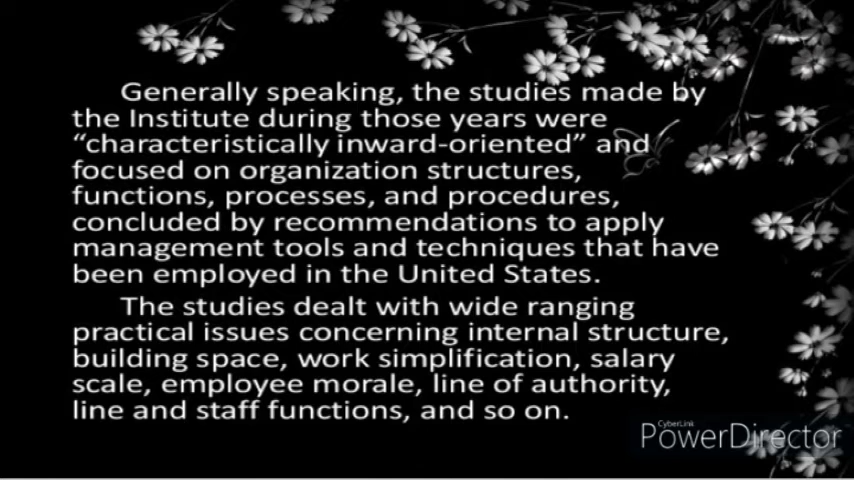 Generally speaking, the studies made by
the Institute during those years were
“characteristically inward-oriented” and
focused on organization structures,
functions, processes, and procedures,
concluded by recommendations to apply
management tools and techniques that have
been employed in the United States.
The studies dealt with wide ranging
practical issues concerning internal structure,
building space, work simplification, salary
scale, employee morale, line of authority,
line and staff functions, and so on.
CyberLink
PowerDirector